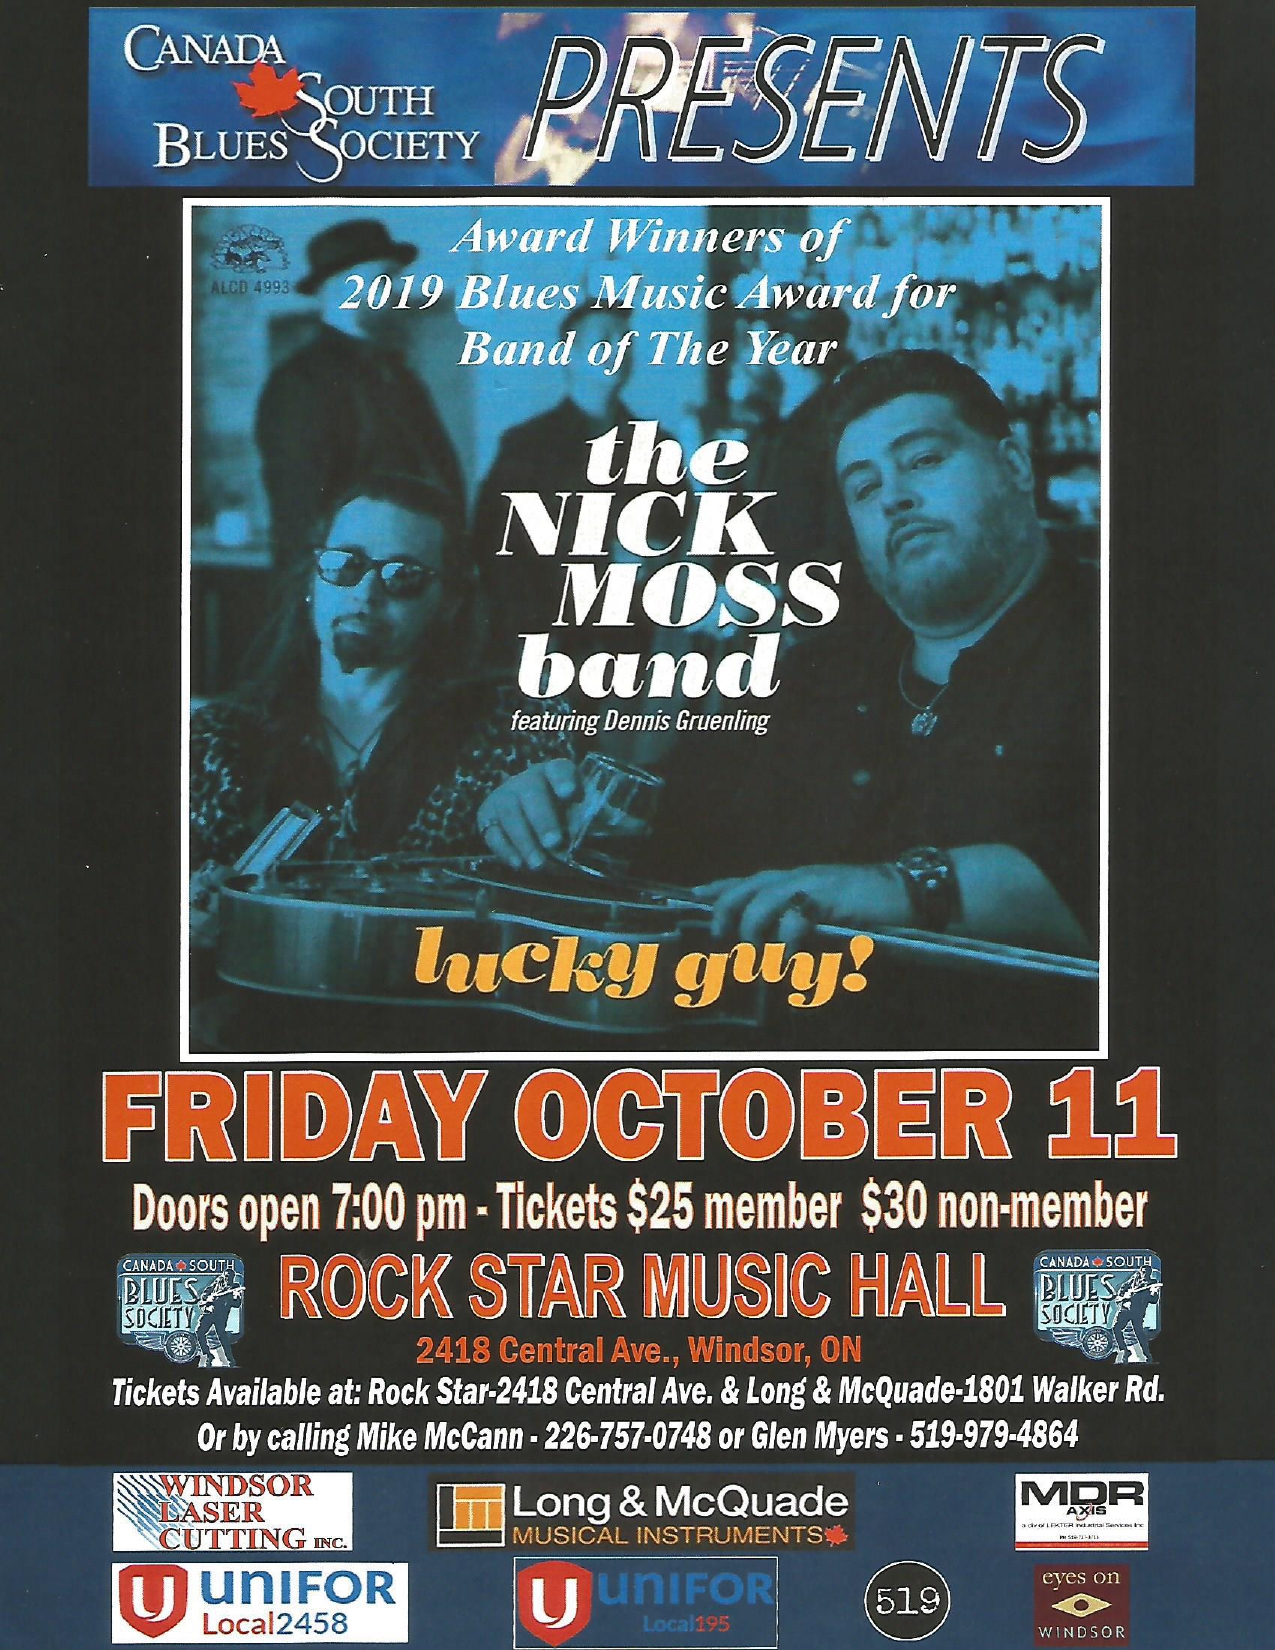 CANADA
SOUTH
BLUES SOCIETY
PRESENTS
ALCD 4993
Award Winners of
2019 Blues Music Award for
Band of The Year
the
NICK
MOSS
band
featuring Dennis Gruenling
lucky guy!
FRIDAY OCTOBER 11
Doors open 7:00 pm - Tickets $25 member $30 non-member
CANADA SOUTH
BLUES
SOCIETY
ROCK STAR MUSIC HALL
CANADA SOUTH
BLUES
SOCIETY
2418 Central Ave., Windsor, ON
Tickets Available at: Rock Star-2418 Central Ave. & Long & McQuade-1801 Walker Rd.
Or by calling Mike McCann - 226-757-0748 or Glen Myers - 519-979-4864
WINDSOR
LASER
CUTTING INC.
Long & McQuade
MUSICAL INSTRUMENTS
MDR
AXIS
UNIFOR
Local2458
UNIFOR
Local195
519
eyes on
WINDSOR